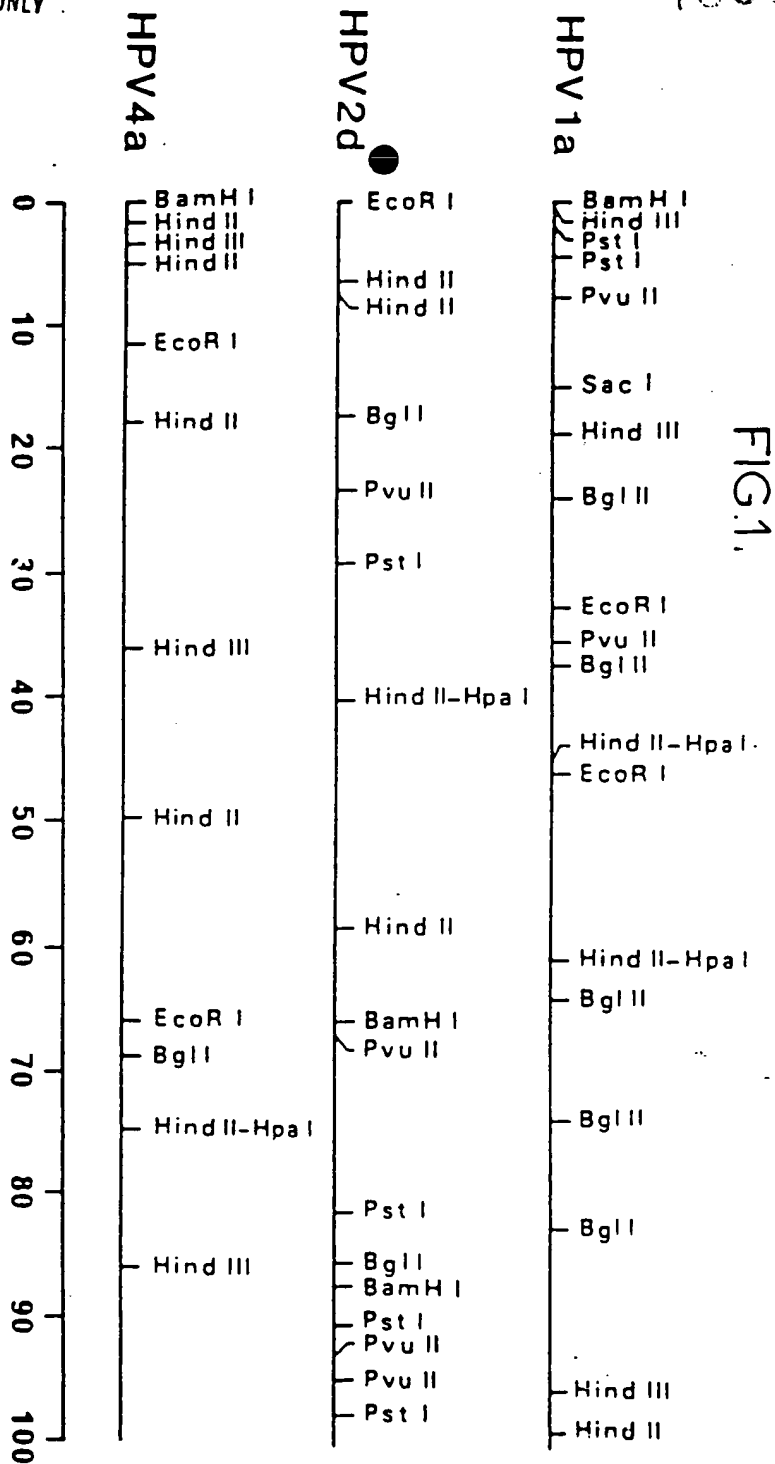 ONLY
FIG.1.
HPV1a
BamH I
Hind III
Pst I
Pst I
Pvu II
Sac I
Hind III
Bgl II
EcoR I
Pvu II
Bgl II
Hind II-Hpa I
EcoR I
Hind II-Hpa I
Bgl II
Bgl II
Bgl I
Hind III
Hind II
HPV2d
EcoR I
Hind II
Hind II
Bgl I
Pvu II
Pst I
Hind II-Hpa I
Hind II
BamH I
Pvu II
Pst I
Bgl I
BamH I
Pst I
Pvu II
Pvu II
Pst I
HPV4a
BamH I
Hind II
Hind III
Hind II
EcoR I
Hind II
Hind III
Hind II
EcoR I
Bgl I
Hind II-Hpa I
Hind III
0
10
20
30
40
50
60
70
80
90
100